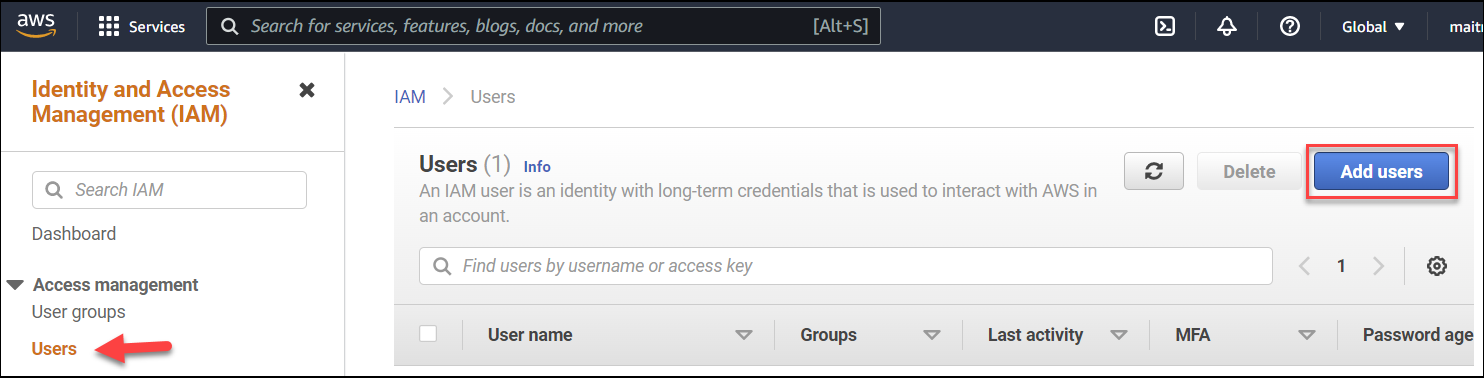 aws
Services
Search for services, features, blogs, docs, and more
[Alt+S]
Global
Identity and Access
Management (IAM)
Search IAM
Dashboard
Access management
User groups
Users
IAM > Users
Users (1) Info
An IAM user is an identity with long-term credentials that is used to interact with AWS in
an account.
Delete
Add users
Find users by username or access key
1
User name
Groups
Last activity
MFA
Password age